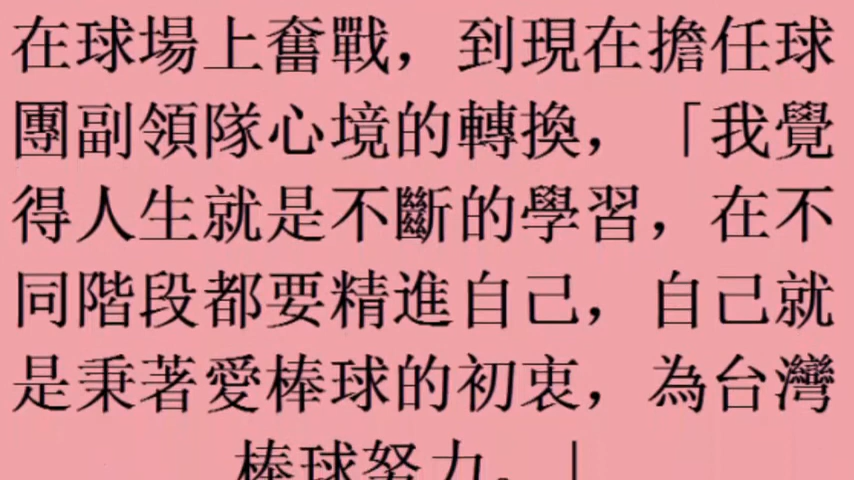 在球場上奮戰，到現在擔任球
團副領隊心境的轉換，「我覺
得人生就是不斷的學習，在不
同階段都要精進自己，自己就
是秉著愛棒球的初衷，為台灣
棒球努力。」